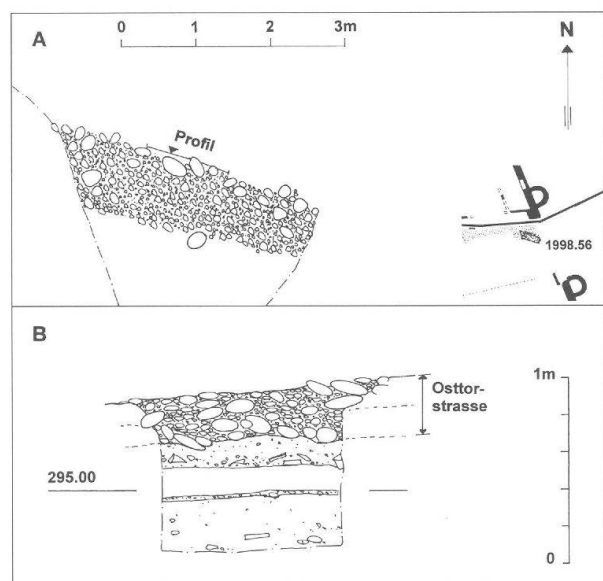 A
0 1 2 3m
N
Profil
1998.56
B
1m
Osttor-
strasse
295.00
0